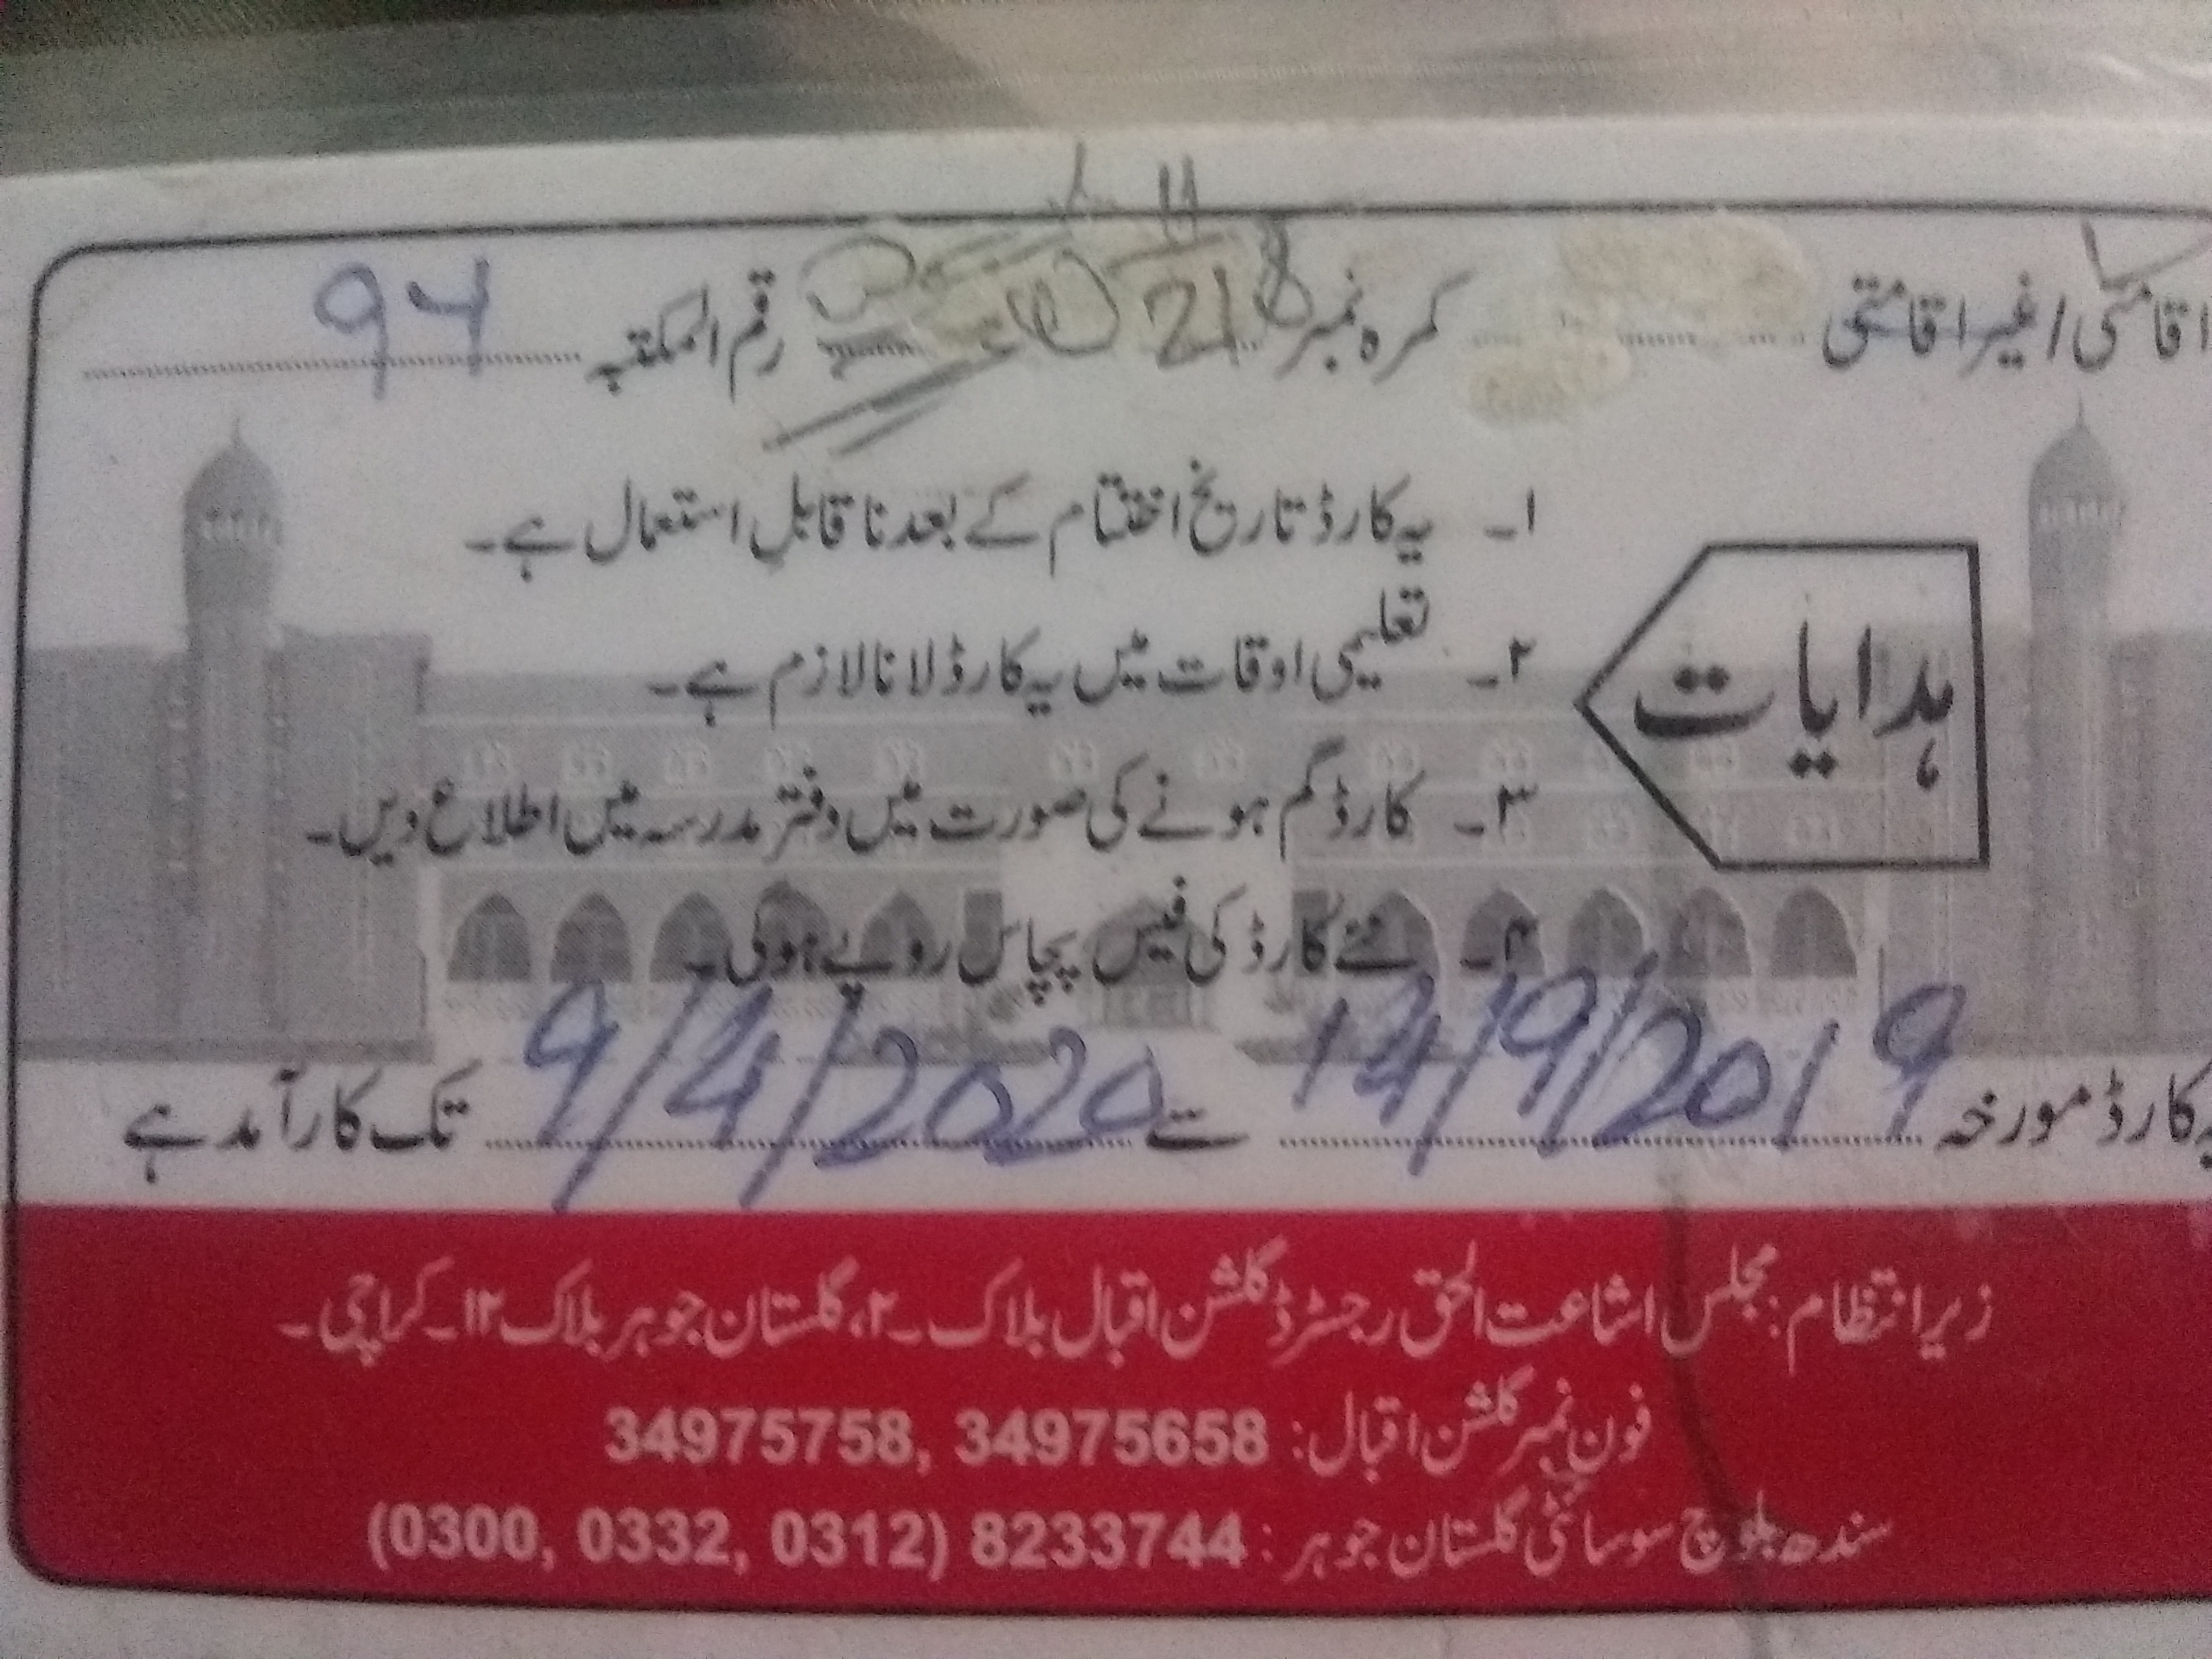 اقامتی / غیر اقامتی کمرہ نمبر 21 رقم المکتبہ 94
ہدایات
۱۔ یہ کارڈ تاریخ اختتام کے بعد ناقابل استعمال ہے۔
۲۔ تعلیمی اوقات میں یہ کارڈ لانا لازم ہے۔
۳۔ کارڈ گم ہونے کی صورت میں دفتر مدرسہ میں اطلاع دیں۔
۴۔ نئے کارڈ کی فیس پچاس روپے ہوگی۔
کارڈ مورخہ 14/9/2019 سے 9/4/2020 تک کارآمد ہے
زیر انتظام: مجلس اشاعت الحق رجسٹرڈ گلشن اقبال بلاک ۔۲، گلستان جوہر بلاک ۱۲۔ کراچی۔
فون نمبر گلشن اقبال: 34975758, 34975658
سندھ بلوچ سوسائٹی گلستان جوہر: (0300, 0332, 0312) 8233744